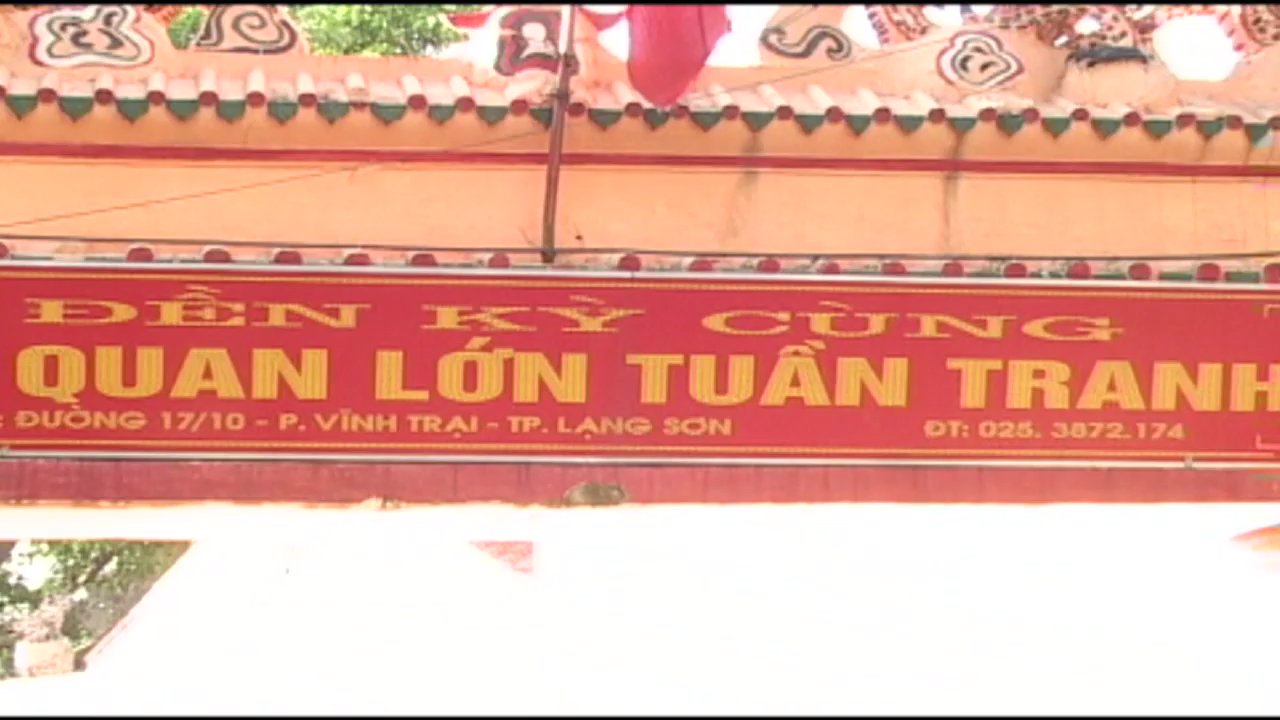 ĐỀN KỲ CÙNG
QUAN LỚN TUẦN TRANH
: ĐƯỜNG 17/10 - P. VĨNH TRẠI - TP. LẠNG SƠN ĐT: 025. 3872.174